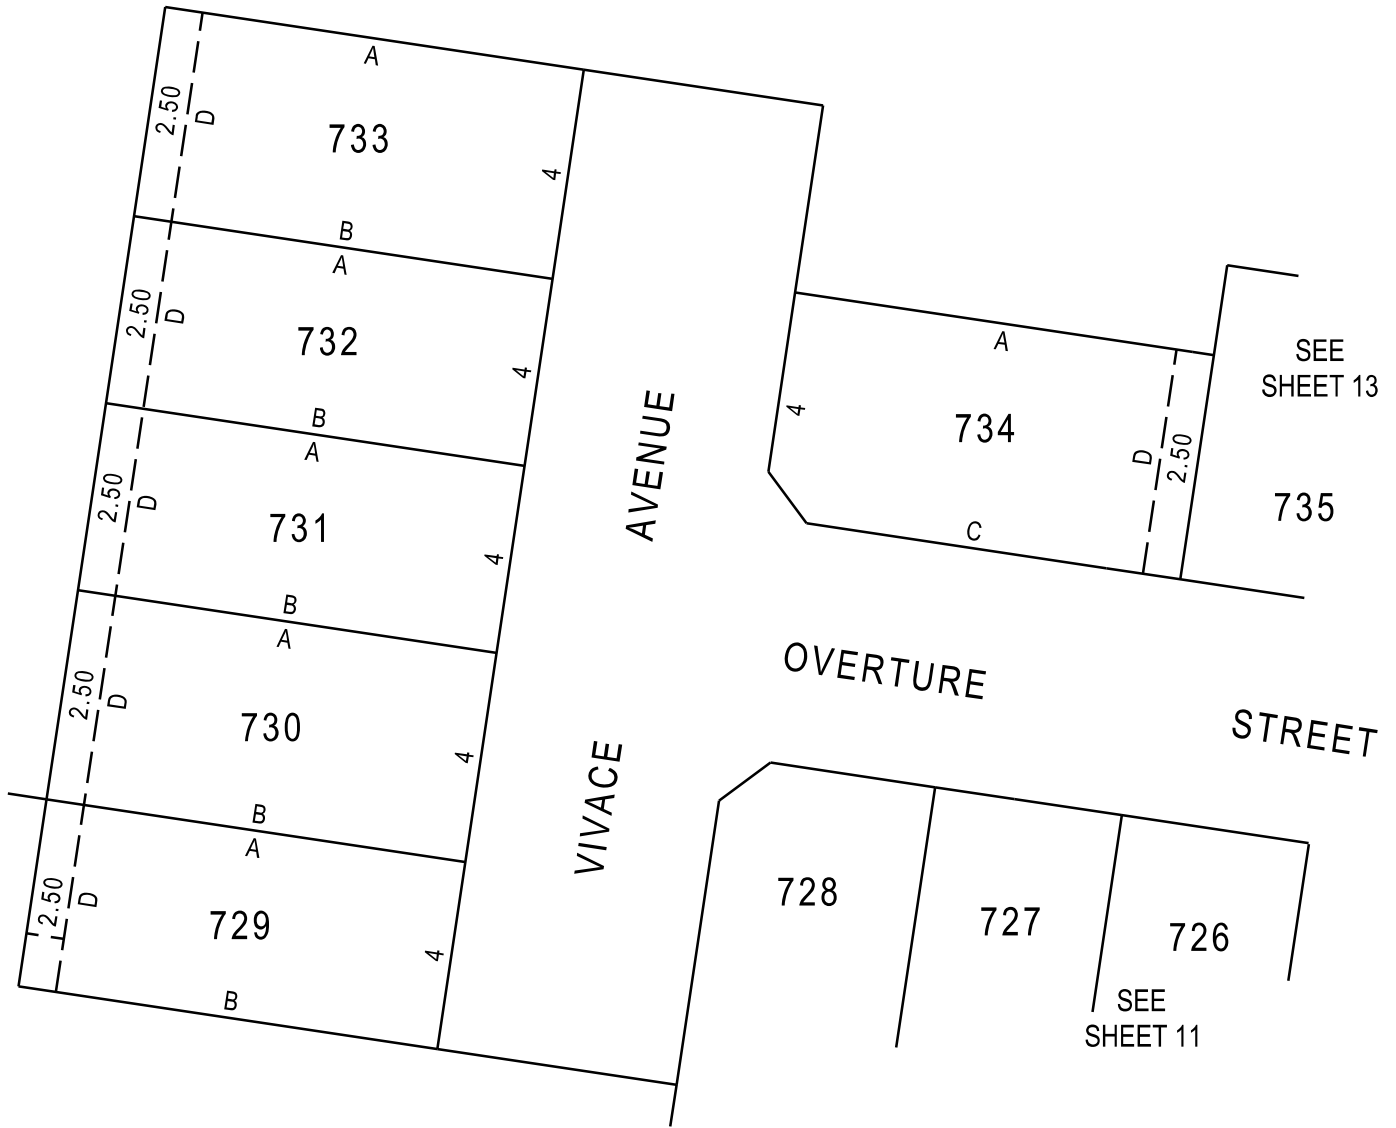 A
2.50
D
733
4
B
A
2.50
D
732
4
B
A
2.50
D
731
4
B
A
2.50
D
730
4
B
A
2.50
D
729
4
B
VIVACE
AVENUE
A
4
734
D
2.50
C
SEE
SHEET 13
735
OVERTURE
STREET
728
727
726
SEE
SHEET 11